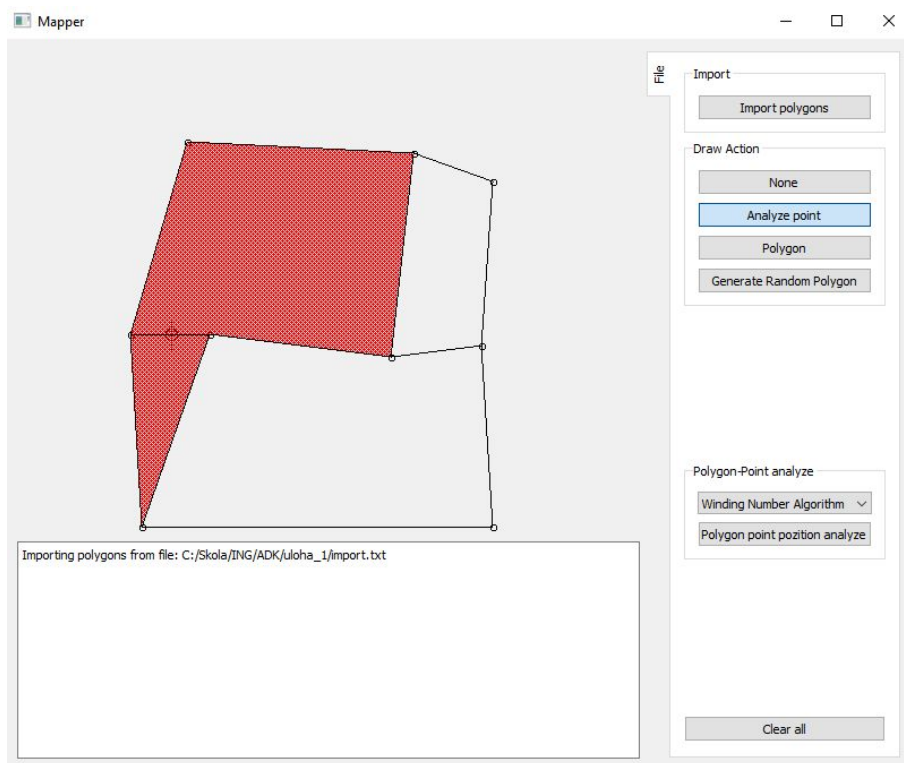 Mapper
File
Import
Import polygons
Draw Action
None
Analyze point
Polygon
Generate Random Polygon
Polygon-Point analyze
Winding Number Algorithm
Polygon point pozition analyze
Importing polygons from file: C:/Skola/ING/ADK/uloha_1/import.txt
Clear all